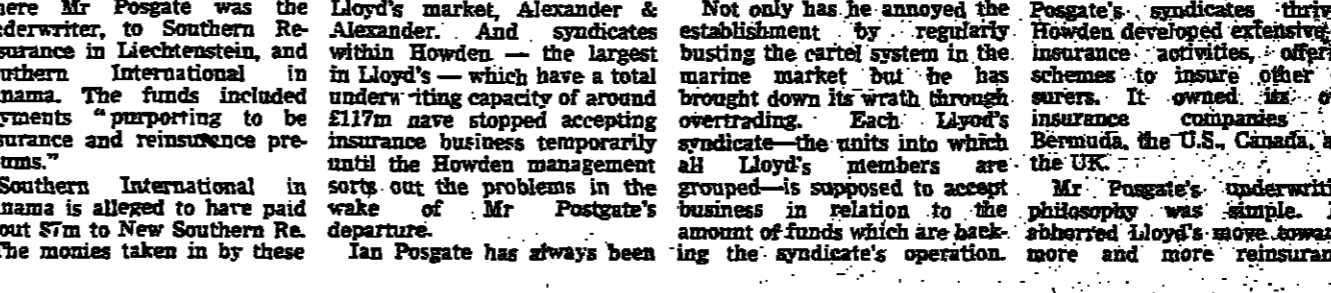 here Mr Posgate was the
derwriter, to Southern Re-
surance in Liechtenstein, and
uthern International in
nama. The funds included
yments "purporting to be
surance and reinsurence pre-
ums."
Southern International in
nama is alleged to have paid
out $7m to New Southern Re.
The monies taken in by these
Lloyd's market, Alexander &
Alexander. And syndicates
within Howden — the largest
in Lloyd's — which have a total
underwriting capacity of around
£117m have stopped accepting
insurance business temporarily
until the Howden management
sorts out the problems in the
wake of Mr Postgate's
departure.
Ian Posgate has always been
Not only has he annoyed the
establishment by regularly
busting the cartel system in the
marine market but he has
brought down its wrath through
overtrading. Each Llyod's
syndicate—the units into which
all Lloyd's members are
grouped—is supposed to accept
business in relation to the
amount of funds which are back-
ing the syndicate's operation.
Posgate's syndicates thriv
Howden developed extensive
insurance activities, offeri
schemes to insure other
surers. It owned its o
insurance companies
Bermuda, the U.S., Canada, a
the UK.
Mr Posgate's underwriti
philosophy was simple.
abhorred Lloyd's move towar
more and more reinsuran